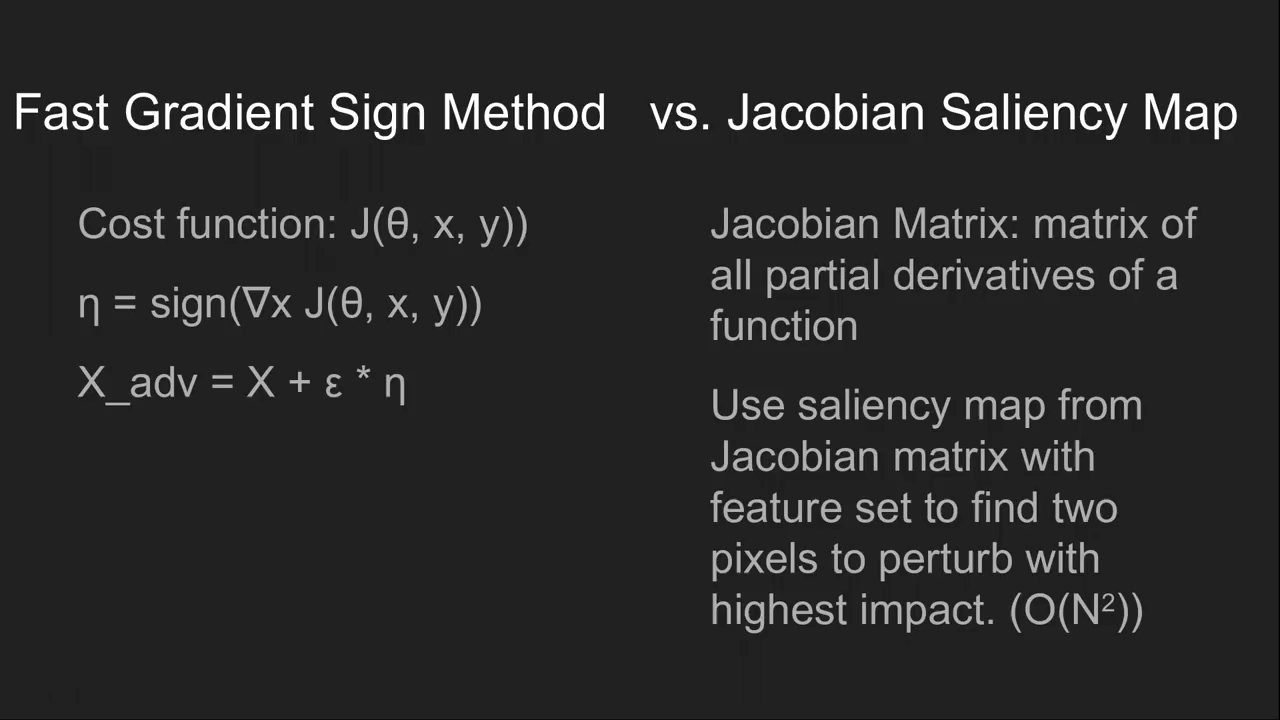 Fast Gradient Sign Method vs. Jacobian Saliency Map
Cost function: J(θ, x, y))
η = sign(∇x J(θ, x, y))
X_adv = X + ε * η
Jacobian Matrix: matrix of
all partial derivatives of a
function
Use saliency map from
Jacobian matrix with
feature set to find two
pixels to perturb with
highest impact. (O(N²))